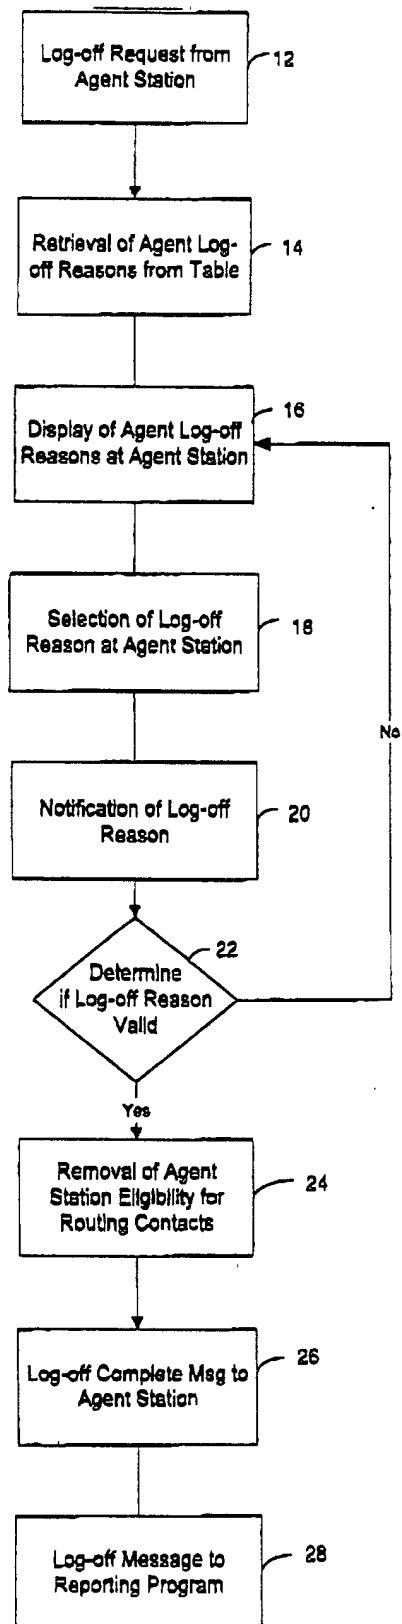 Log-off Request from
Agent Station
12
Retrieval of Agent Log-
off Reasons from Table
14
Display of Agent Log-off
Reasons at Agent Station
16
Selection of Log-off
Reason at Agent Station
18
Notification of Log-off
Reason
20
No
Determine
if Log-off Reason
Valid
22
Yes
Removal of Agent
Station Eligibility for
Routing Contacts
24
Log-off Complete Msg to
Agent Station
26
Log-off Message to
Reporting Program
28